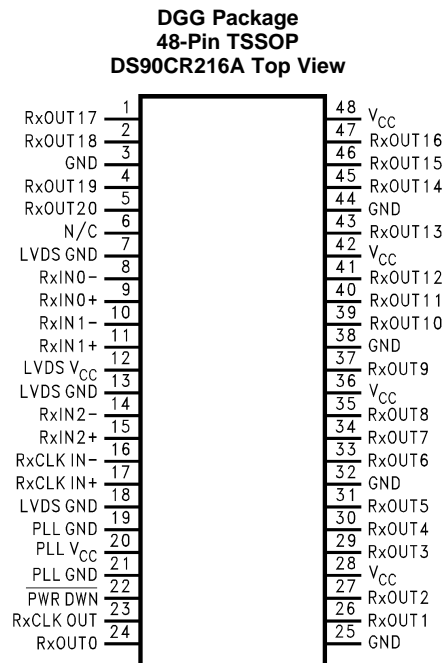 DGG Package
48-Pin TSSOP
DS90CR216A Top View
RxOUT17 1
RxOUT18 2
GND 3
RxOUT19 4
RxOUT20 5
N/C 6
LVDS GND 7
RxIN0- 8
RxIN0+ 9
RxIN1- 10
RxIN1+ 11
LVDS VCC 12
LVDS GND 13
RxIN2- 14
RxIN2+ 15
RxCLK IN- 16
RxCLK IN+ 17
LVDS GND 18
PLL GND 19
PLL VCC 20
PLL GND 21
PWR DWN 22
RxCLK OUT 23
RxOUT0 24
48 VCC
47 RxOUT16
46 RxOUT15
45 RxOUT14
44 GND
43 RxOUT13
42 VCC
41 RxOUT12
40 RxOUT11
39 RxOUT10
38 GND
37 RxOUT9
36 VCC
35 RxOUT8
34 RxOUT7
33 RxOUT6
32 GND
31 RxOUT5
30 RxOUT4
29 RxOUT3
28 VCC
27 RxOUT2
26 RxOUT1
25 GND